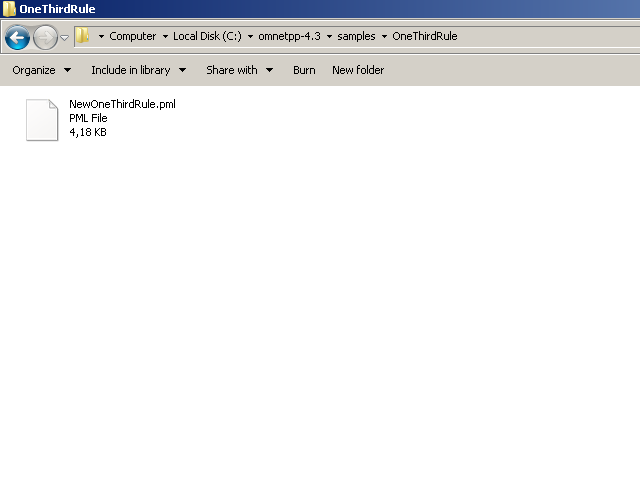 OneThirdRule
Computer Local Disk (C:) omnetpp-4.3 samples OneThirdRule
Organize Include in library Share with Burn New folder
NewOneThirdRule.pml
PML File
4,18 KB